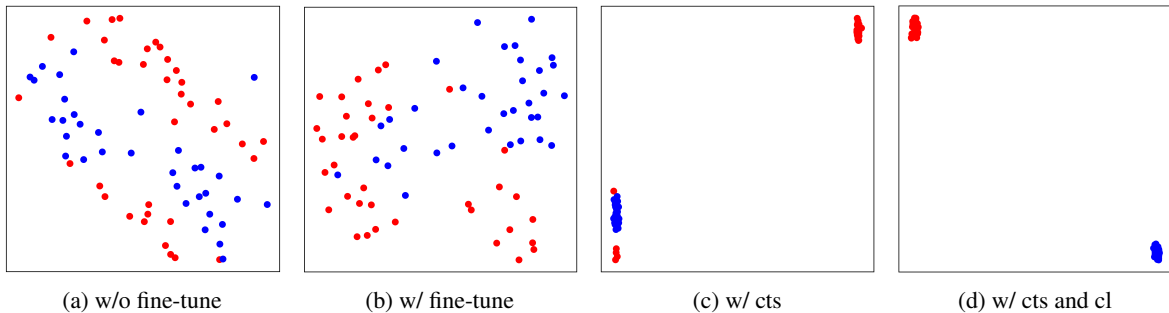 (a) w/o fine-tune
(b) w/ fine-tune
(c) w/ cts
(d) w/ cts and cl